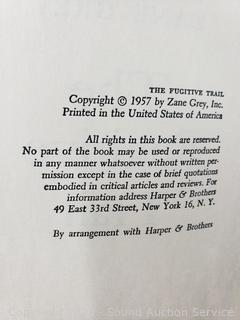 THE FUGITIVE TRAIL
Copyright © 1957 by Zane Grey, Inc.
Printed in the United States of America
All rights in this book are reserved.
No part of the book may be used or reproduced
in any manner whatsoever without written per-
mission except in the case of brief quotations
embodied in critical articles and reviews. For
information address Harper & Brothers
49 East 33rd Street, New York 16, N. Y.
By arrangement with Harper & Brothers
Sound Auction Service